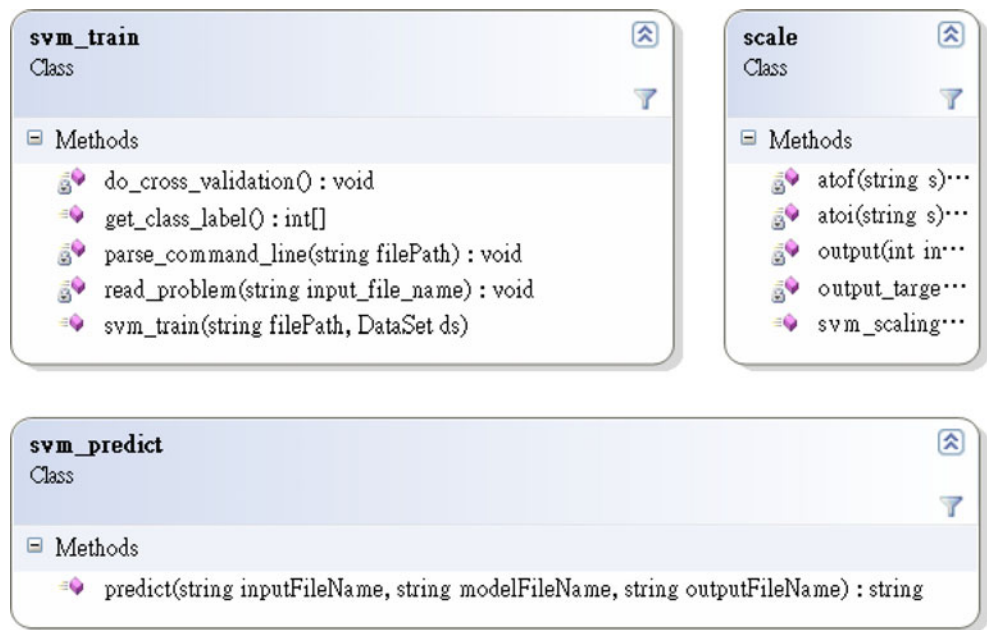 svm_train
Class
Methods
do_cross_validation() : void
get_class_label() : int[]
parse_command_line(string filePath) : void
read_problem(string input_file_name) : void
svm_train(string filePath, DataSet ds)
scale
Class
Methods
atof(string s)···
atoi(string s)···
output(int in···
output_targe···
svm_scaling···
svm_predict
Class
Methods
predict(string inputFileName, string modelFileName, string outputFileName) : string